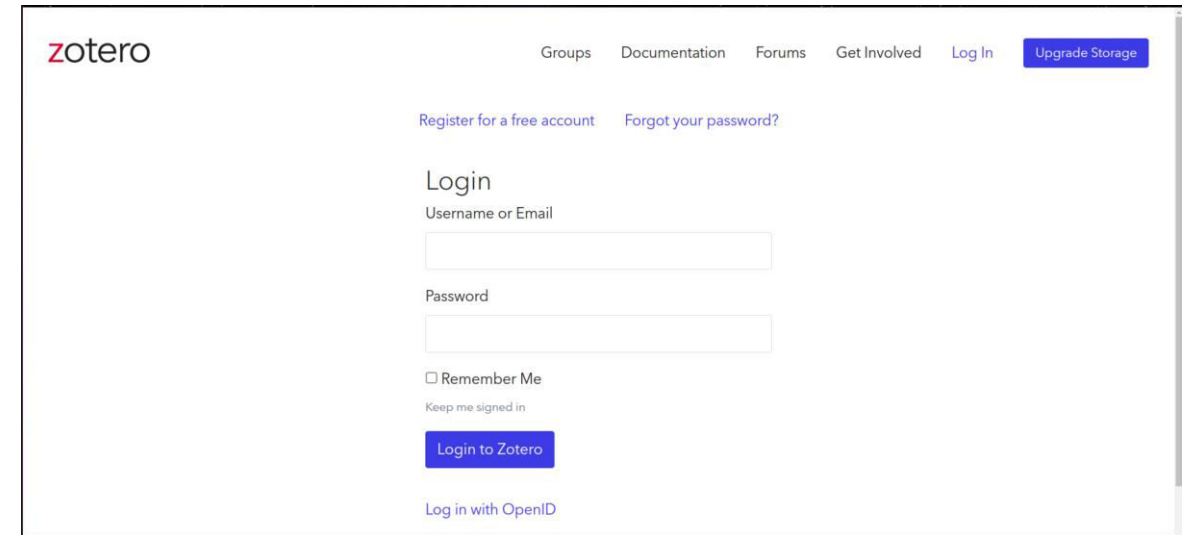 zotero
Groups Documentation Forums Get Involved Log In Upgrade Storage
Register for a free account Forgot your password?
Login
Username or Email
Password
Remember Me
Keep me signed in
Login to Zotero
Log in with OpenID